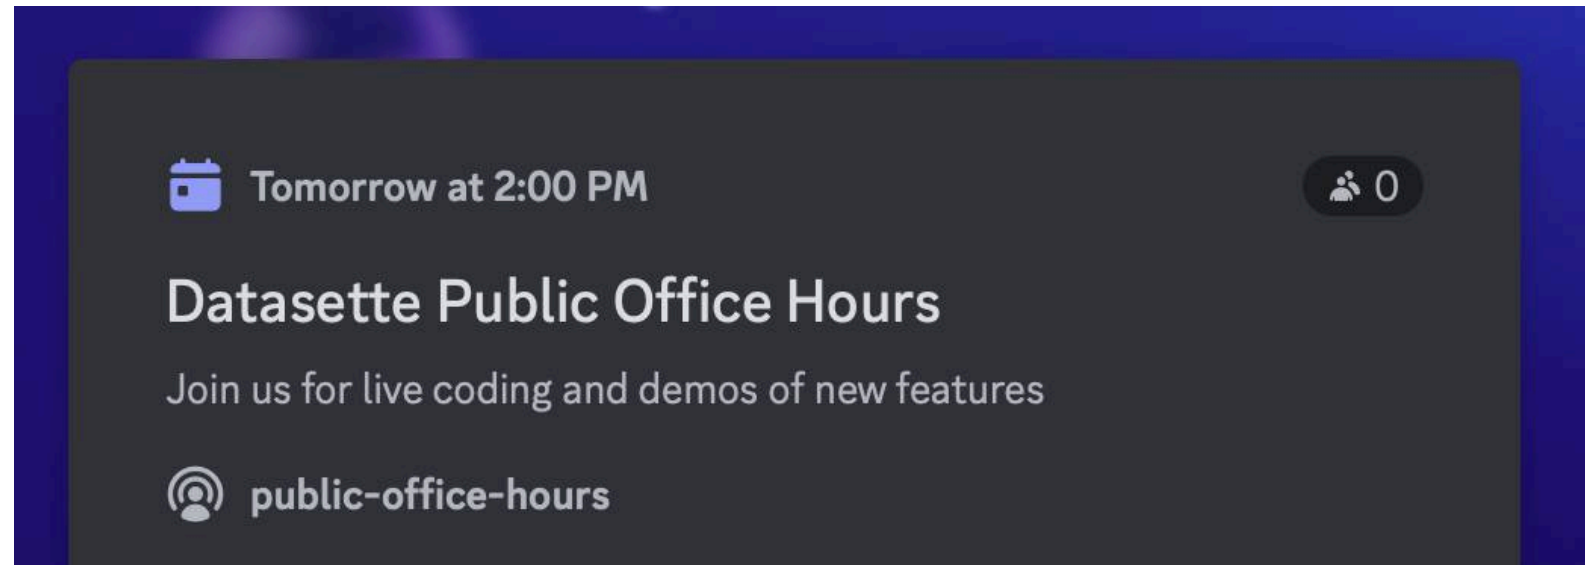 Tomorrow at 2:00 PM
0
Datasette Public Office Hours
Join us for live coding and demos of new features
public-office-hours